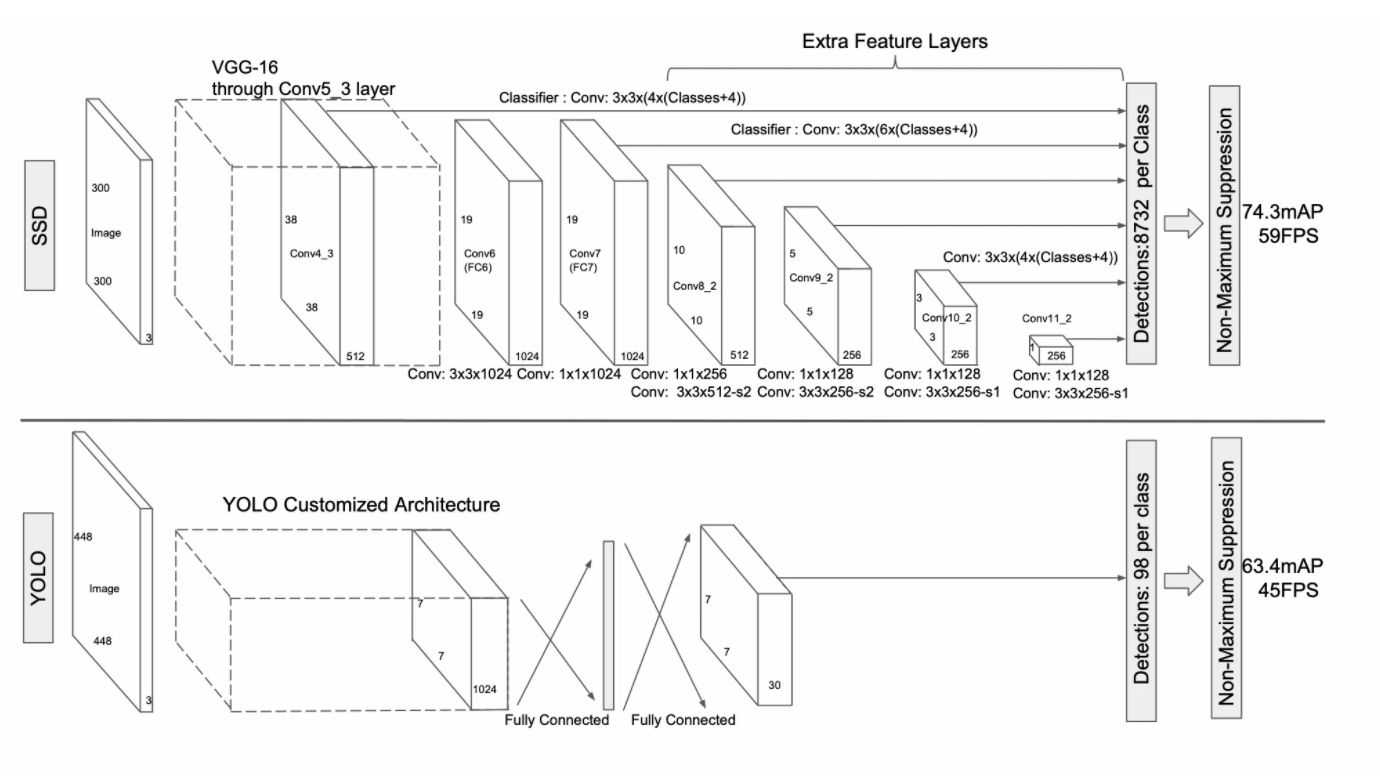 Extra Feature Layers
VGG-16
through Conv5_3 layer
Classifier : Conv: 3x3x(4x(Classes+4))
Classifier : Conv: 3x3x(6x(Classes+4))
SSD
300
Image
300
3
38
Conv4_3
38
512
19
Conv6
(FC6)
19
1024
19
Conv7
(FC7)
19
1024
10
Conv8_2
10
512
5
Conv9_2
5
256
Conv: 3x3x(4x(Classes+4))
3
Conv10_2
3
256
Conv11_2
1
256
Detections:8732 per Class
Non-Maximum Suppression
74.3mAP
59FPS
Conv: 3x3x1024
Conv: 1x1x1024
Conv: 1x1x256
Conv: 3x3x512-s2
Conv: 1x1x128
Conv: 3x3x256-s2
Conv: 1x1x128
Conv: 3x3x256-s1
Conv: 1x1x128
Conv: 3x3x256-s1
YOLO
448
Image
448
3
YOLO Customized Architecture
7
7
1024
Fully Connected
Fully Connected
7
7
30
Detections: 98 per class
Non-Maximum Suppression
63.4mAP
45FPS